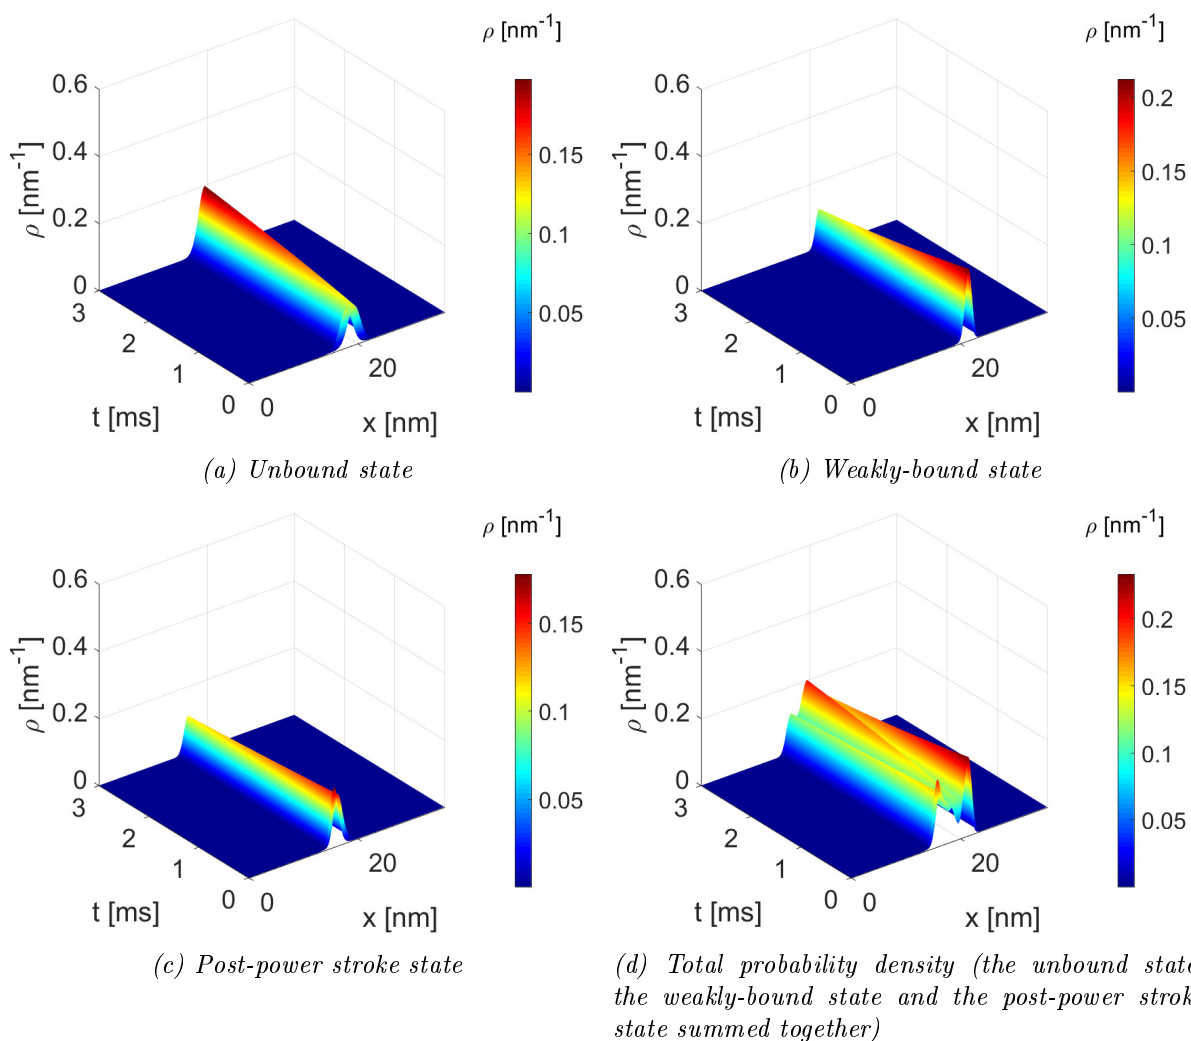 ρ [nm-1]
ρ [nm-1]
0.6
0.4
0.2
0
ρ [nm-1]
3
2
1
0
t [ms]
0
20
x [nm]
0.15
0.1
0.05
0.6
0.4
0.2
0
ρ [nm-1]
3
2
1
0
t [ms]
0
20
x [nm]
0.2
0.15
0.1
0.05
(a) Unbound state
(b) Weakly-bound state
ρ [nm-1]
ρ [nm-1]
0.6
0.4
0.2
0
ρ [nm-1]
3
2
1
0
t [ms]
0
20
x [nm]
0.15
0.1
0.05
0.6
0.4
0.2
0
ρ [nm-1]
3
2
1
0
t [ms]
0
20
x [nm]
0.2
0.15
0.1
0.05
(c) Post-power stroke state
(d) Total probability density (the unbound state
the weakly-bound state and the post-power strok
state summed together)